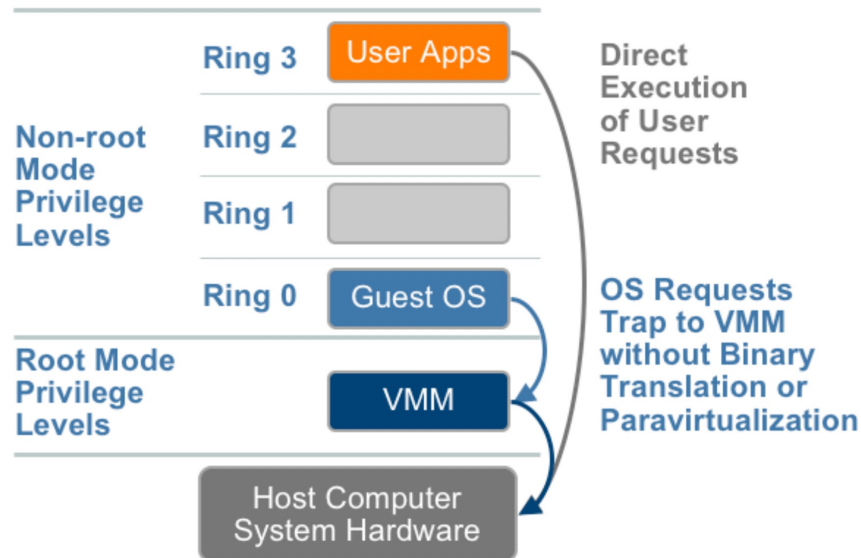 Ring 3
User Apps
Direct
Execution
of User
Requests
Non-root
Mode
Privilege
Levels
Ring 2
Ring 1
Ring 0
Guest OS
OS Requests
Trap to VMM
without Binary
Translation or
Paravirtualization
Root Mode
Privilege
Levels
VMM
Host Computer
System Hardware